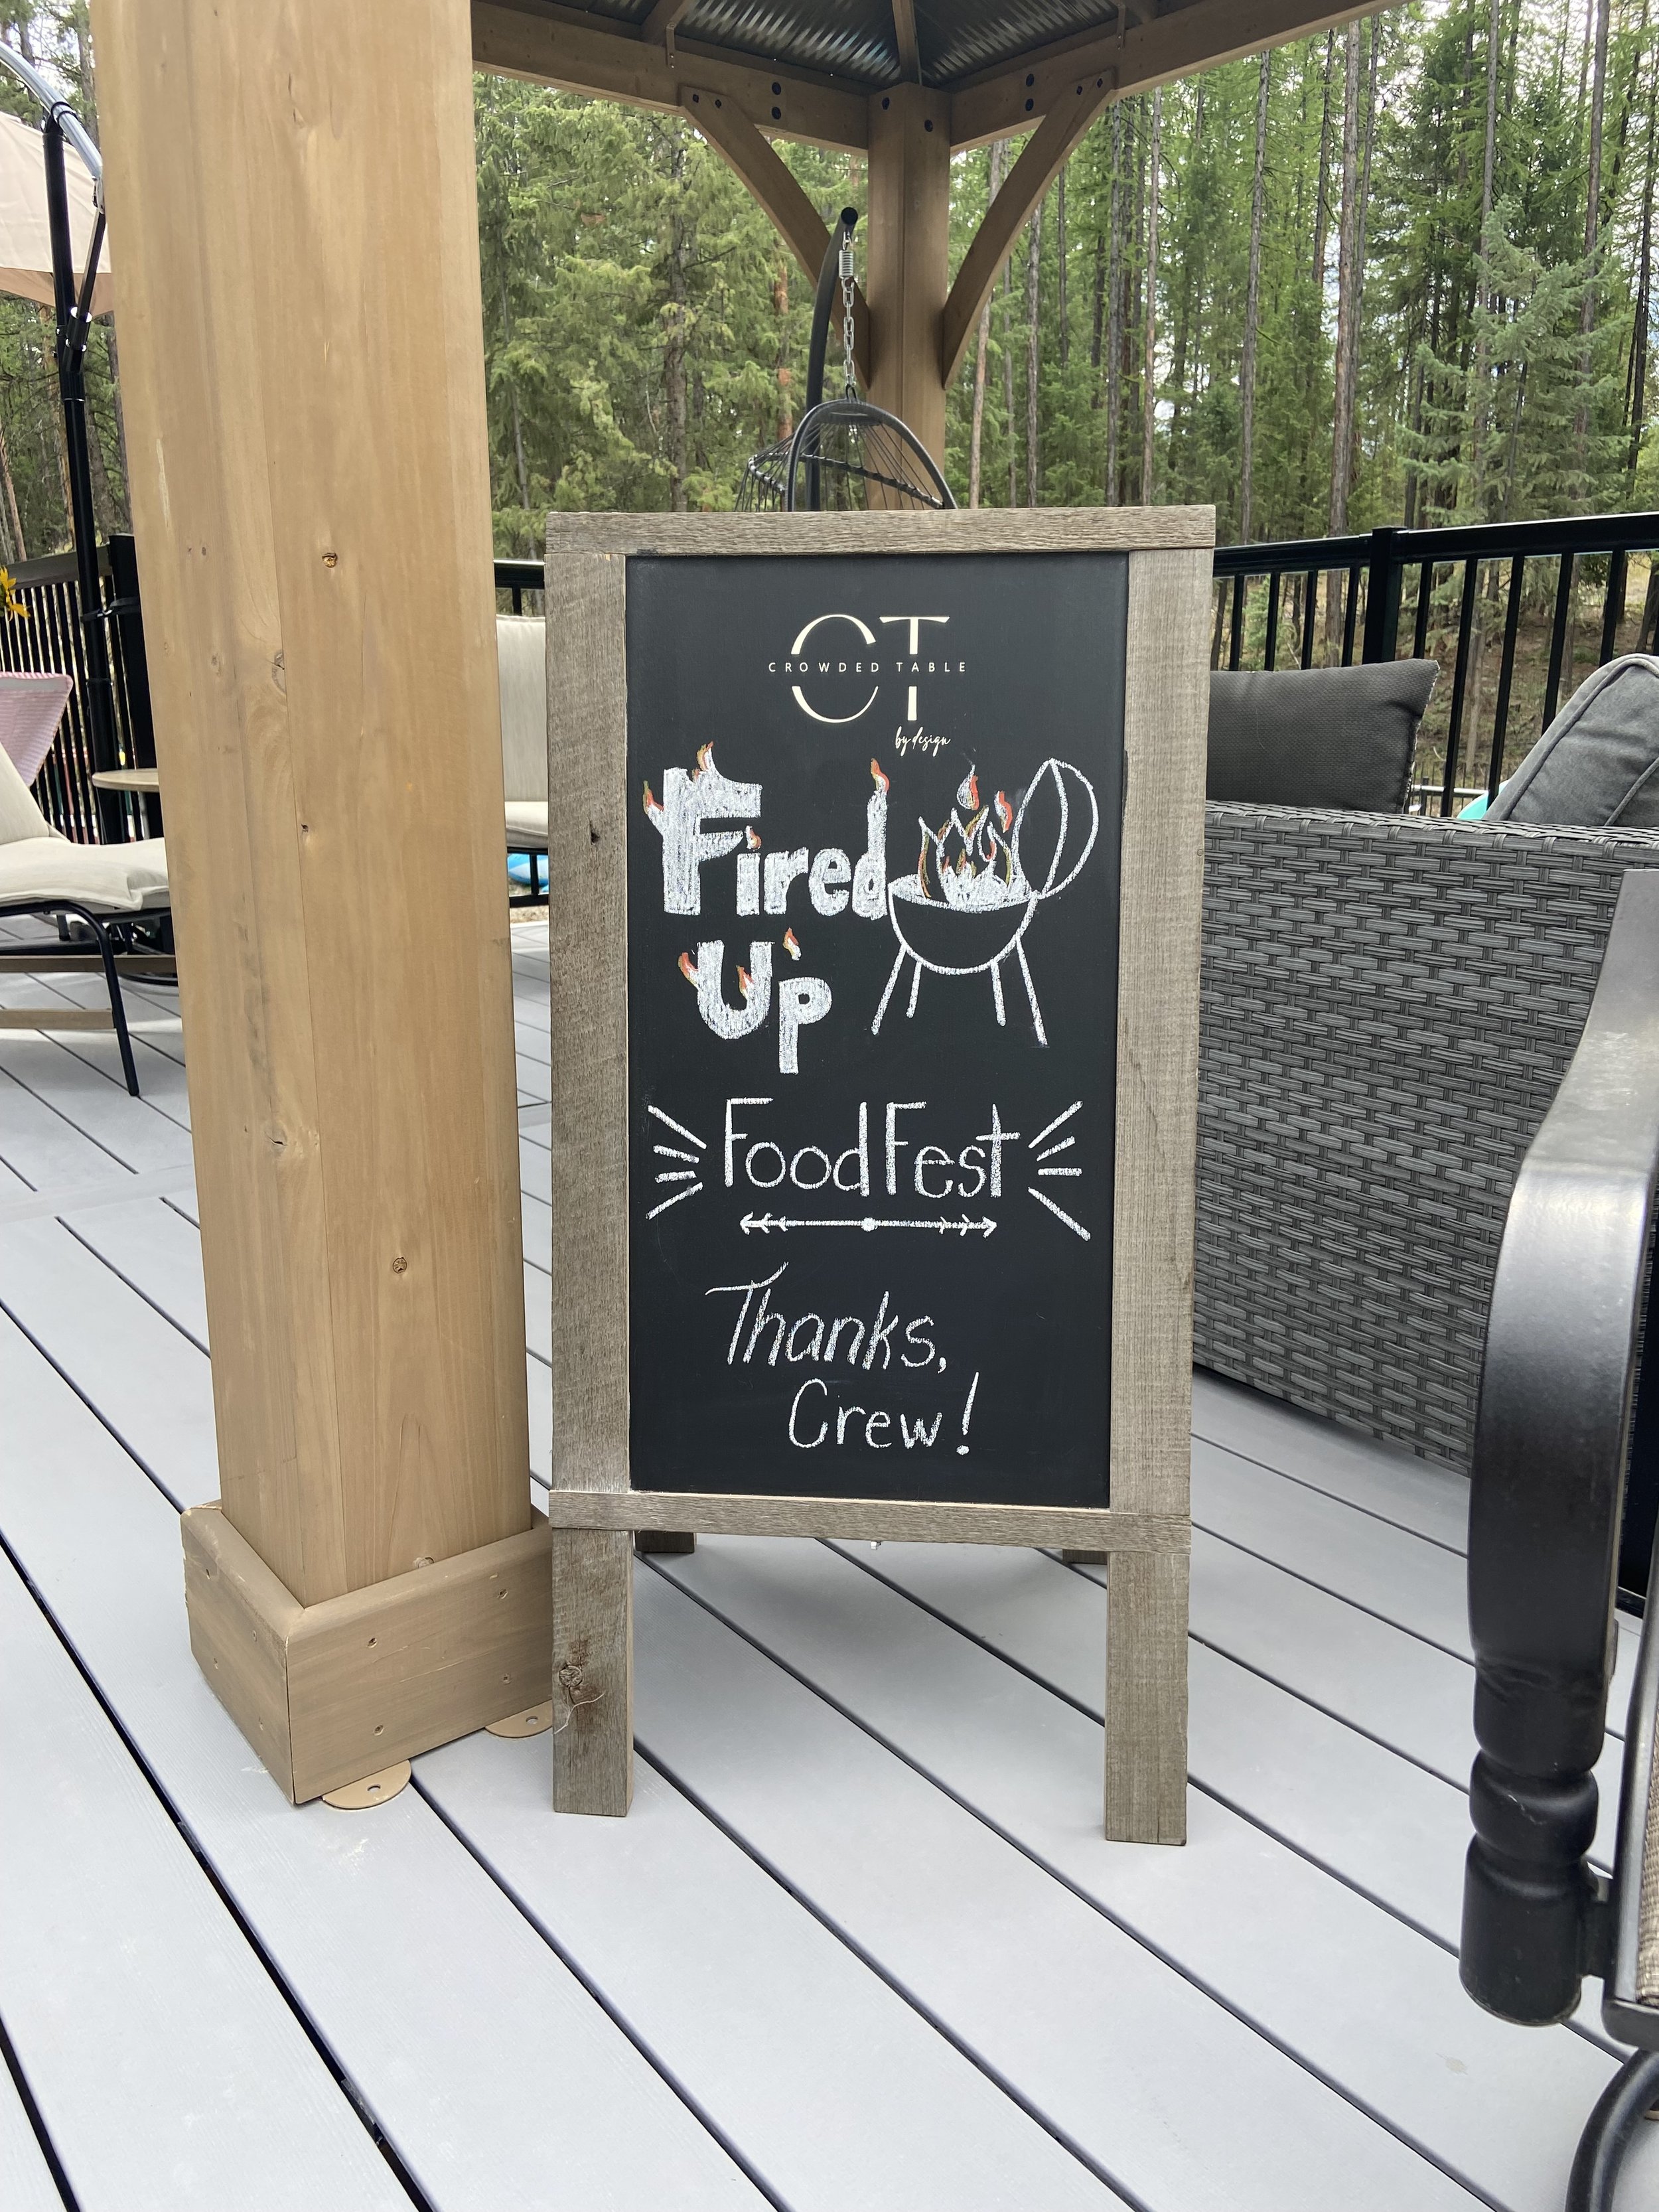 CT
CROWDED TABLE
by design
Fired
Up
FoodFest
Thanks,
Crew!